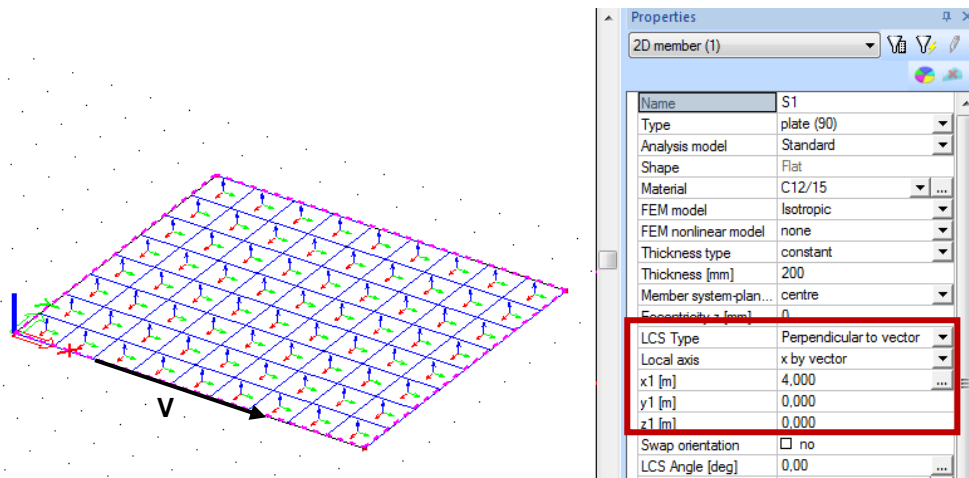 Properties
2D member (1)
Name S1
Type plate (90)
Analysis model Standard
Shape Flat
Material C12/15 ...
FEM model Isotropic
FEM nonlinear model none
Thickness type constant
Thickness [mm] 200
Member system-plan... centre
Eccentricity z [mm] 0
LCS Type Perpendicular to vector
Local axis x by vector
x1 [m] 4,000 ...
y1 [m] 0,000
z1 [m] 0,000
Swap orientation no
LCS Angle [deg] 0,00 ...
V